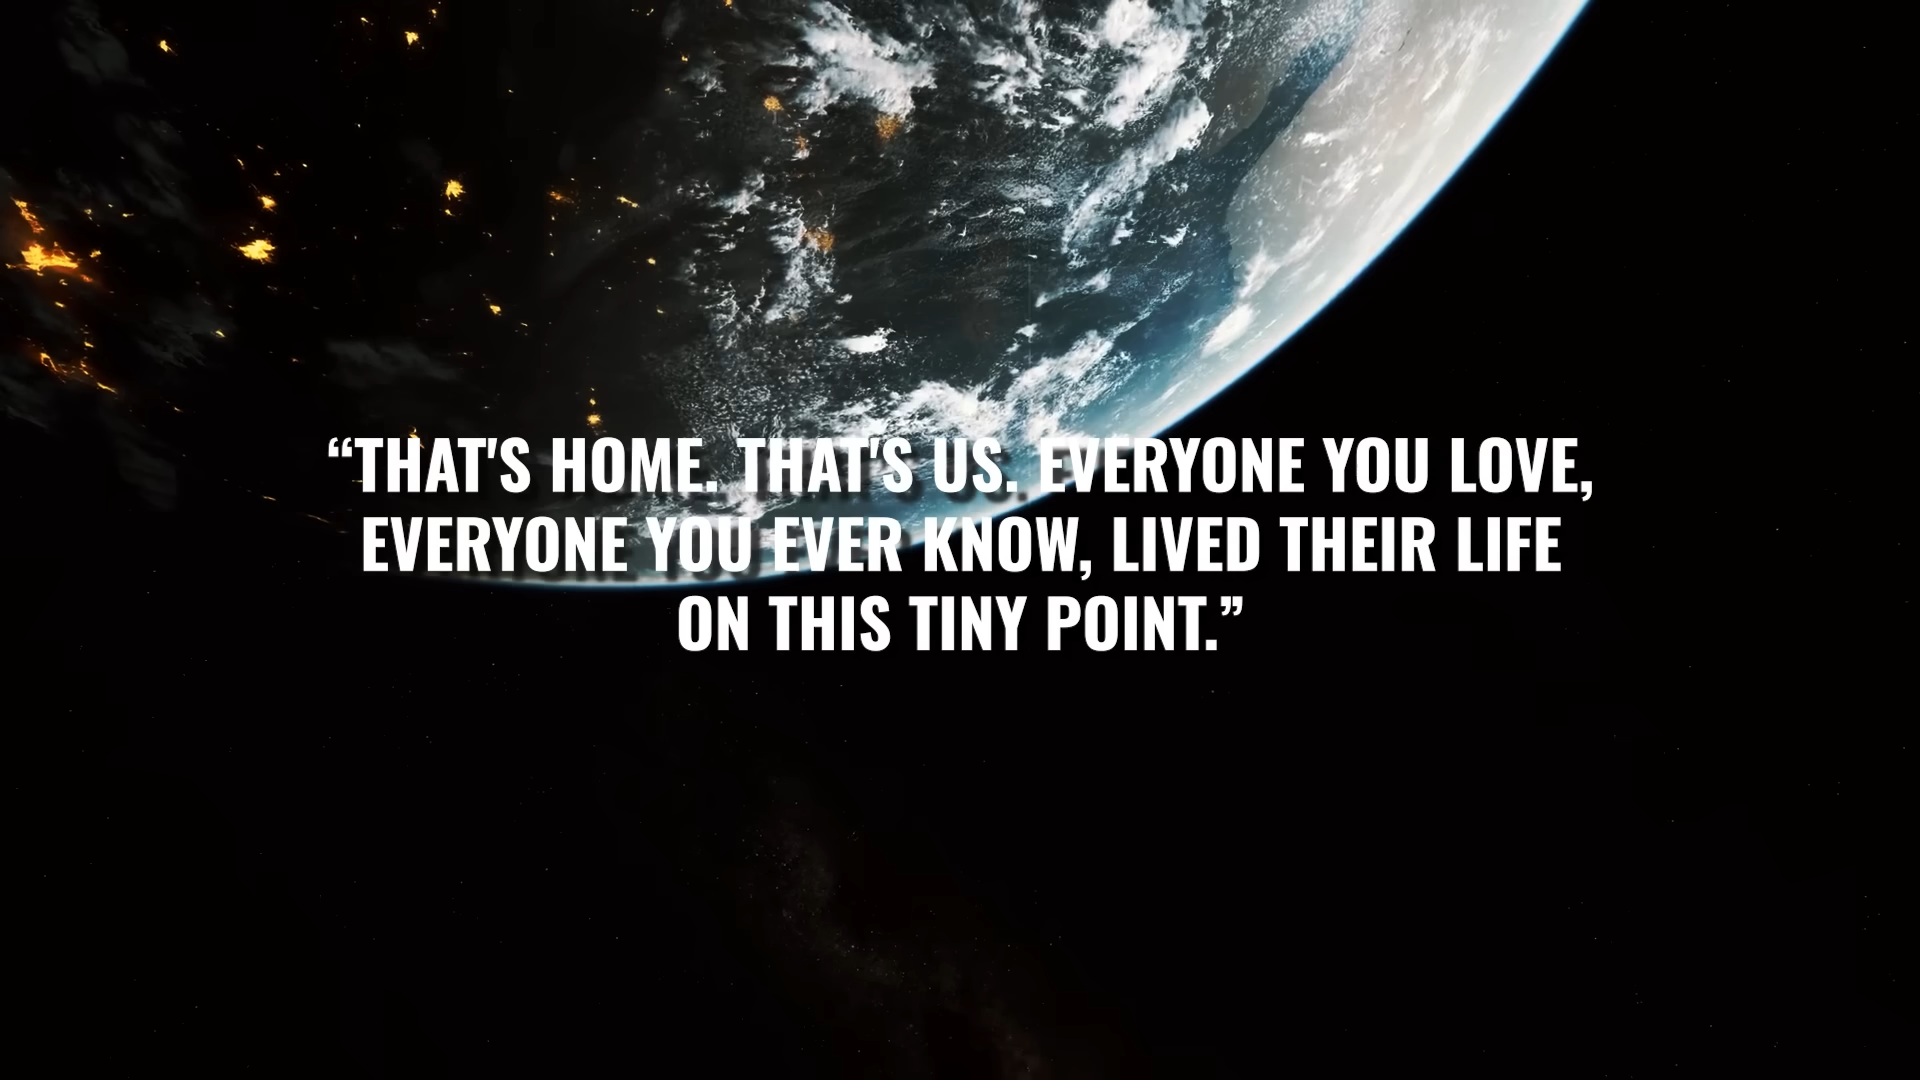 “THAT'S HOME. THAT'S US. EVERYONE YOU LOVE,
EVERYONE YOU EVER KNOW, LIVED THEIR LIFE
ON THIS TINY POINT.”